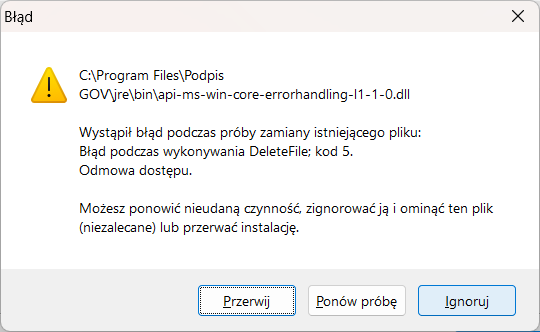 Błąd
C:\Program Files\Podpis
GOV\jre\bin\api-ms-win-core-errorhandling-l1-1-0.dll
Wystąpił błąd podczas próby zamiany istniejącego pliku:
Błąd podczas wykonywania DeleteFile; kod 5.
Odmowa dostępu.
Możesz ponowić nieudaną czynność, zignorować ją i ominąć ten plik
(niezalecane) lub przerwać instalację.
Przerwij
Ponów próbę
Ignoruj